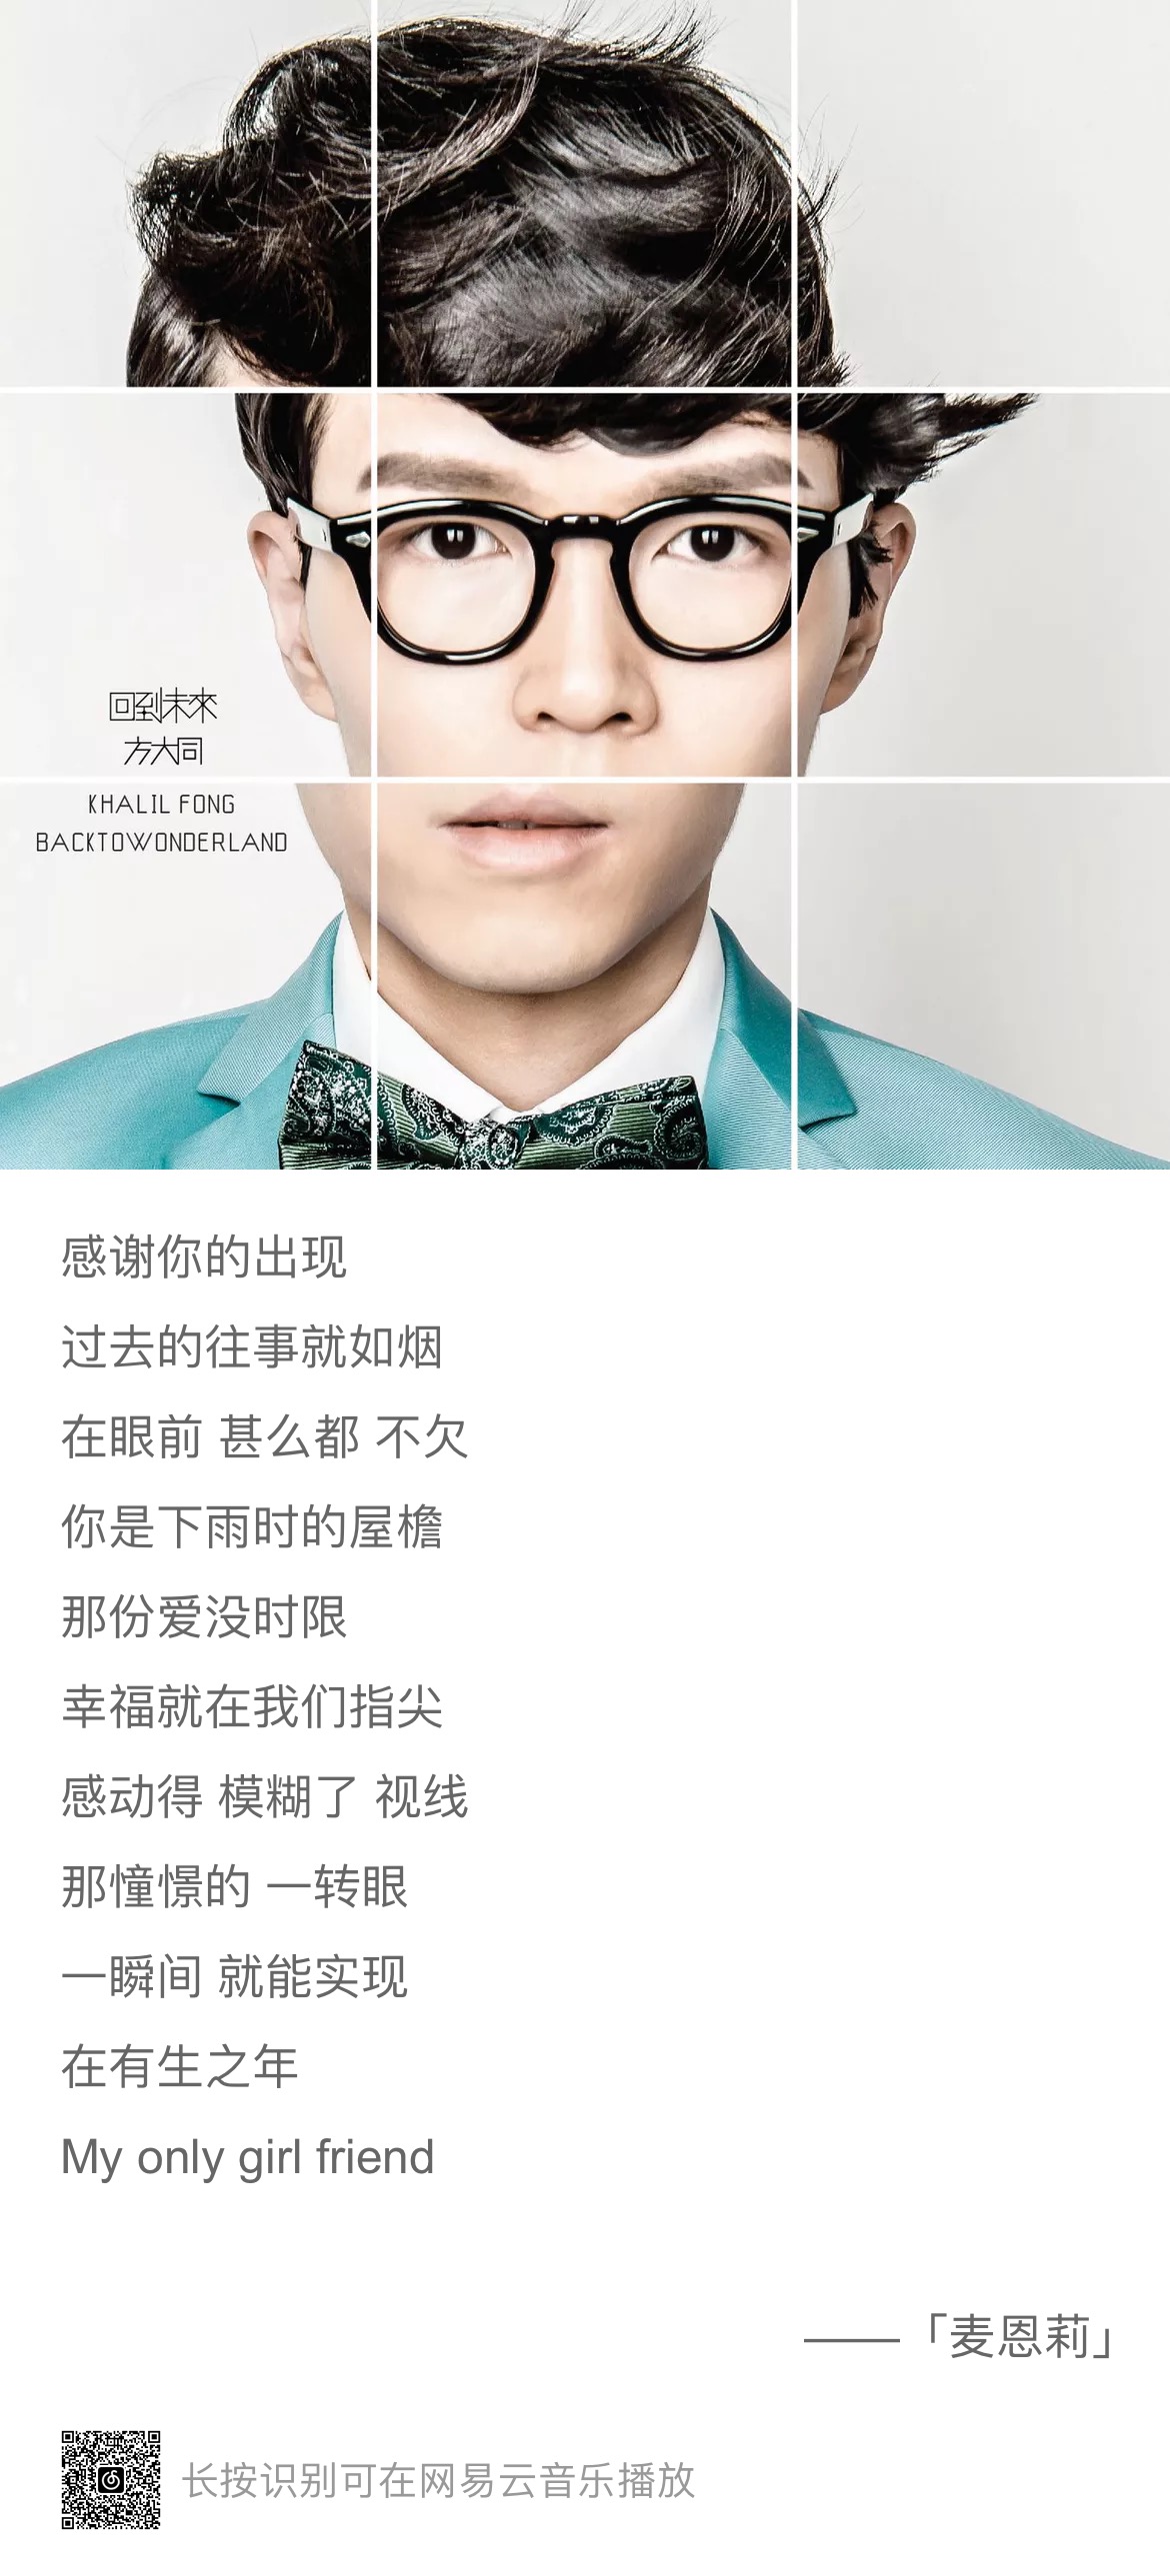 回到未來
方大同
KHALIL FONG
BACKTOWONDERLAND
感谢你的出现
过去的往事就如烟
在眼前 甚么都 不欠
你是下雨时的屋檐
那份爱没时限
幸福就在我们指尖
感动得 模糊了 视线
那憧憬的 一转眼
一瞬间 就能实现
在有生之年
My only girl friend
——「麦恩莉」
长按识别可在网易云音乐播放